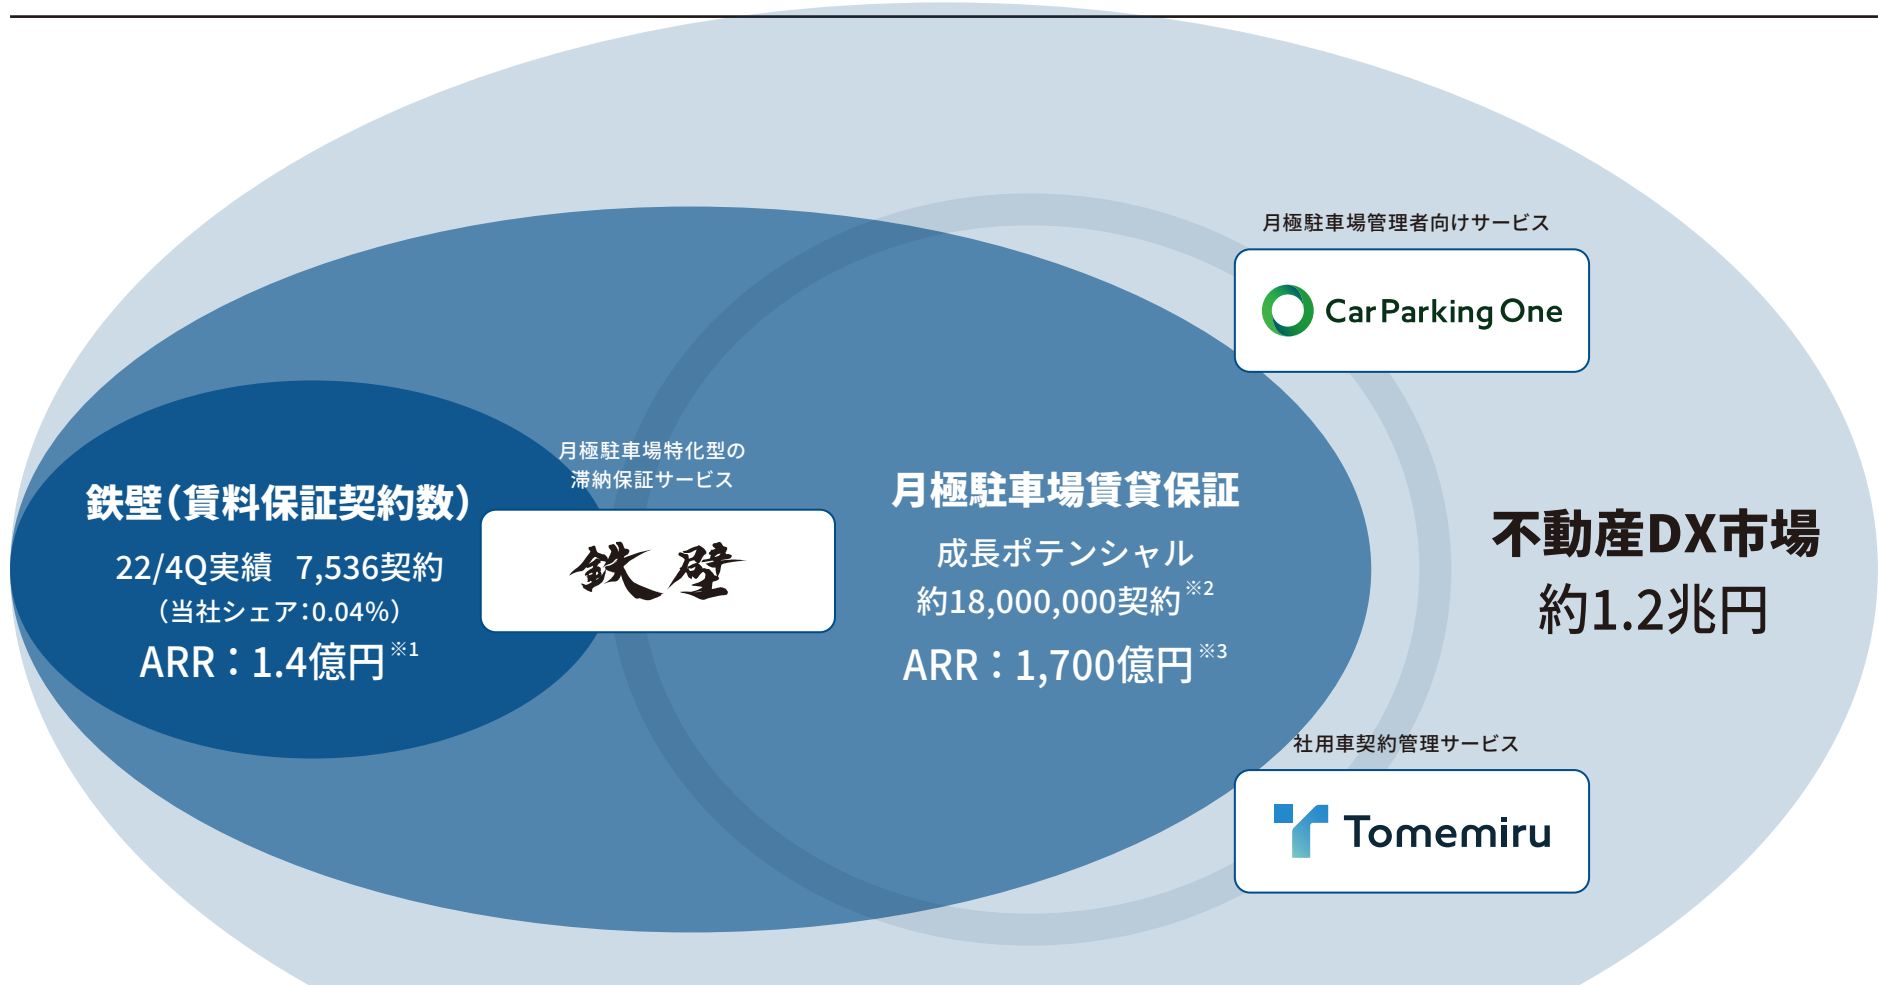 月極駐車場管理者向けサービス
CarParking One
月極駐車場特化型の
滞納保証サービス
鉄壁
鉄壁（賃料保証契約数）
22/4Q実績 7,536契約
（当社シェア：0.04%）
ARR：1.4億円※1
月極駐車場賃貸保証
成長ポテンシャル
約18,000,000契約※2
ARR：1,700億円※3
不動産DX市場
約1.2兆円
社用車契約管理サービス
Tomemiru